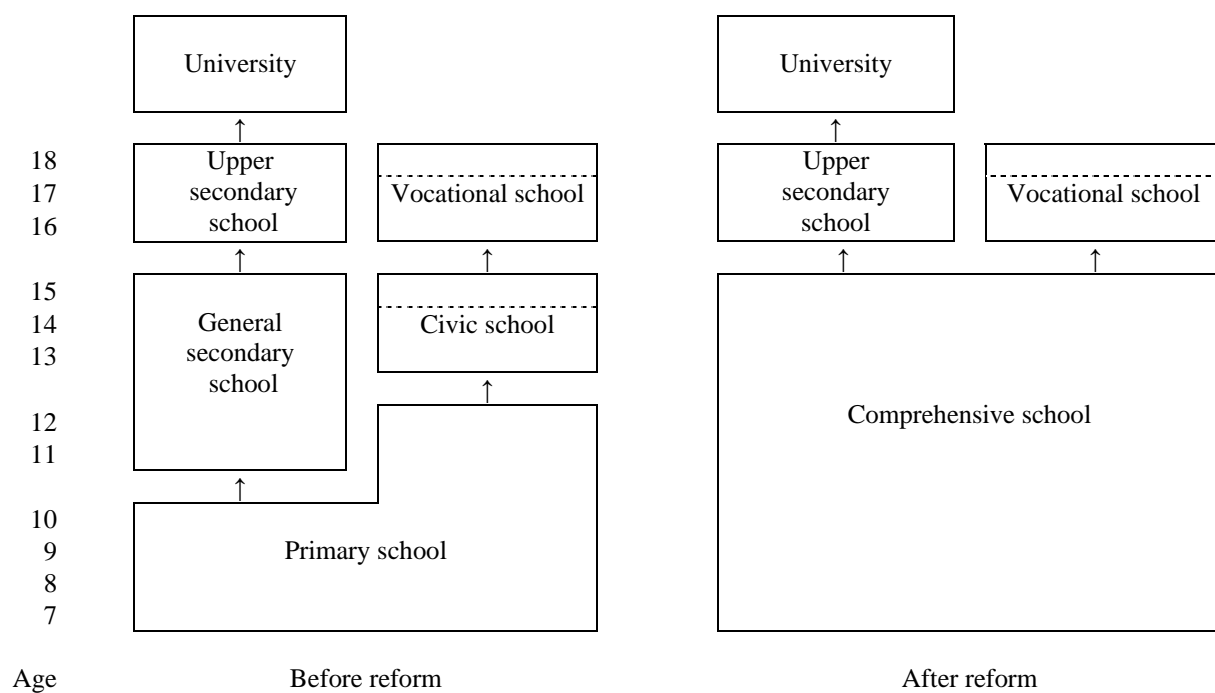 University
University
18
17
16
Upper
secondary
school
Vocational school
Upper
secondary
school
Vocational school
15
14
13
General
secondary
school
Civic school
12
11
Comprehensive school
10
9
8
7
Primary school
Age
Before reform
After reform